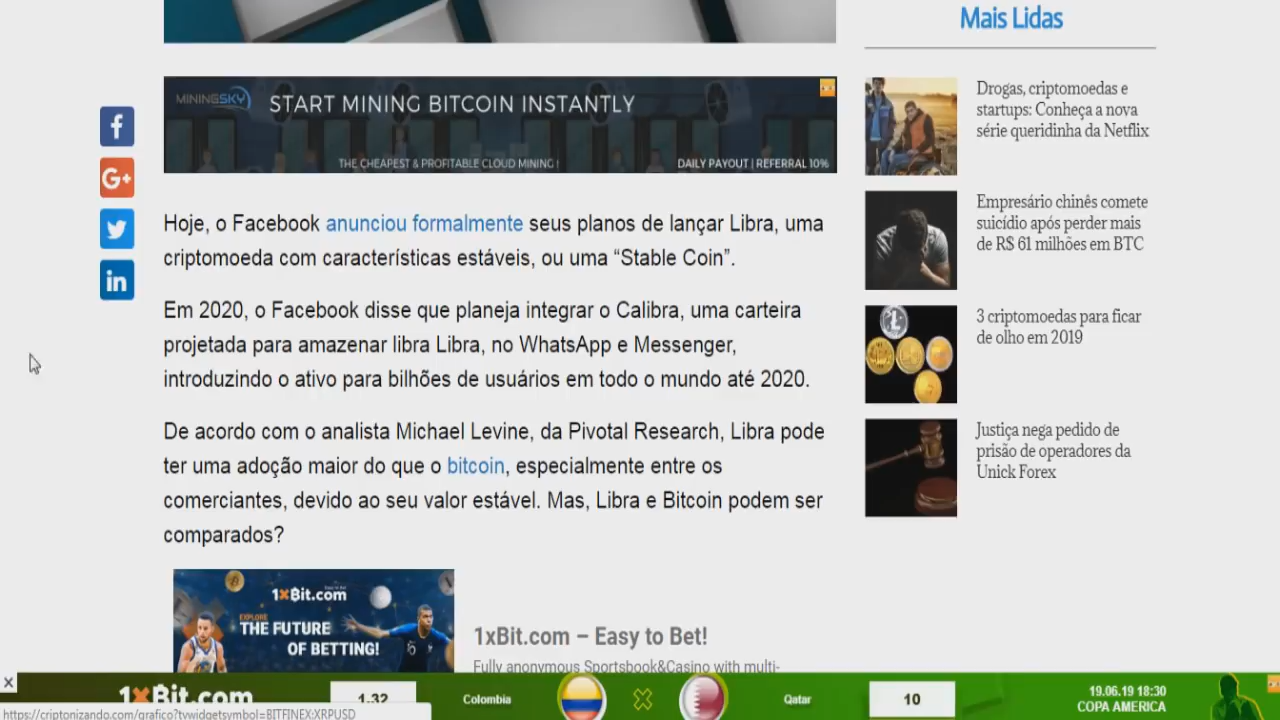 Mais Lidas
MININGSKY
START MINING BITCOIN INSTANTLY
THE CHEAPEST & PROFITABLE CLOUD MINING !
DAILY PAYOUT | REFERRAL 10%
Hoje, o Facebook anunciou formalmente seus planos de lançar Libra, uma
criptomoeda com características estáveis, ou uma “Stable Coin”.
Em 2020, o Facebook disse que planeja integrar o Calibra, uma carteira
projetada para amazenar libra Libra, no WhatsApp e Messenger,
introduzindo o ativo para bilhões de usuários em todo o mundo até 2020.
De acordo com o analista Michael Levine, da Pivotal Research, Libra pode
ter uma adoção maior do que o bitcoin, especialmente entre os
comerciantes, devido ao seu valor estável. Mas, Libra e Bitcoin podem ser
comparados?
Drogas, criptomoedas e
startups: Conheça a nova
série queridinha da Netflix
Empresário chinês comete
suicídio após perder mais
de R$ 61 milhões em BTC
3 criptomoedas para ficar
de olho em 2019
Justiça nega pedido de
prisão de operadores da
Unick Forex
1xBit.com
EXPLORE
THE FUTURE
OF BETTING!
1xBit.com – Easy to Bet!
Fully anonymous Sportsbook&Casino with multi-
1xBit.com
1.32
Colombia
Qatar
10
19.06.19 18:30
COPA AMERICA
https://criptonizando.com/grafico?tvwidgetsymbol=BITFINEX:XRPUSD